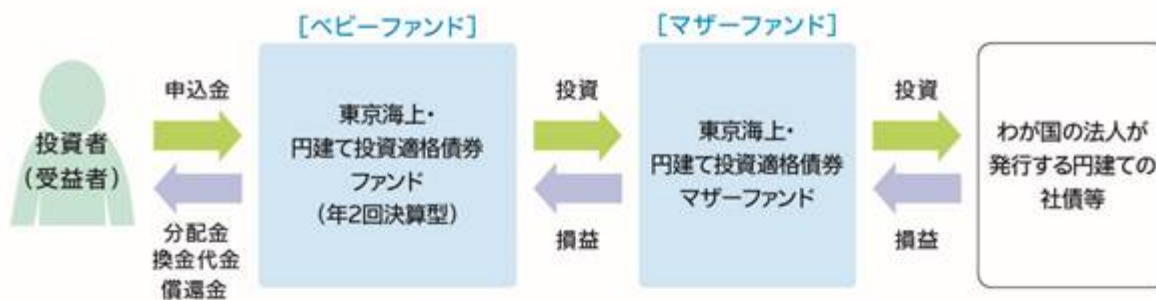 [ベビーファンド]
[マザーファンド]
投資者
(受益者)
申込金
分配金
換金代金
償還金
東京海上・
円建て投資適格債券
ファンド
(年2回決算型)
投資
損益
東京海上・
円建て投資適格債券
マザーファンド
投資
損益
わが国の法人が
発行する円建ての
社債等